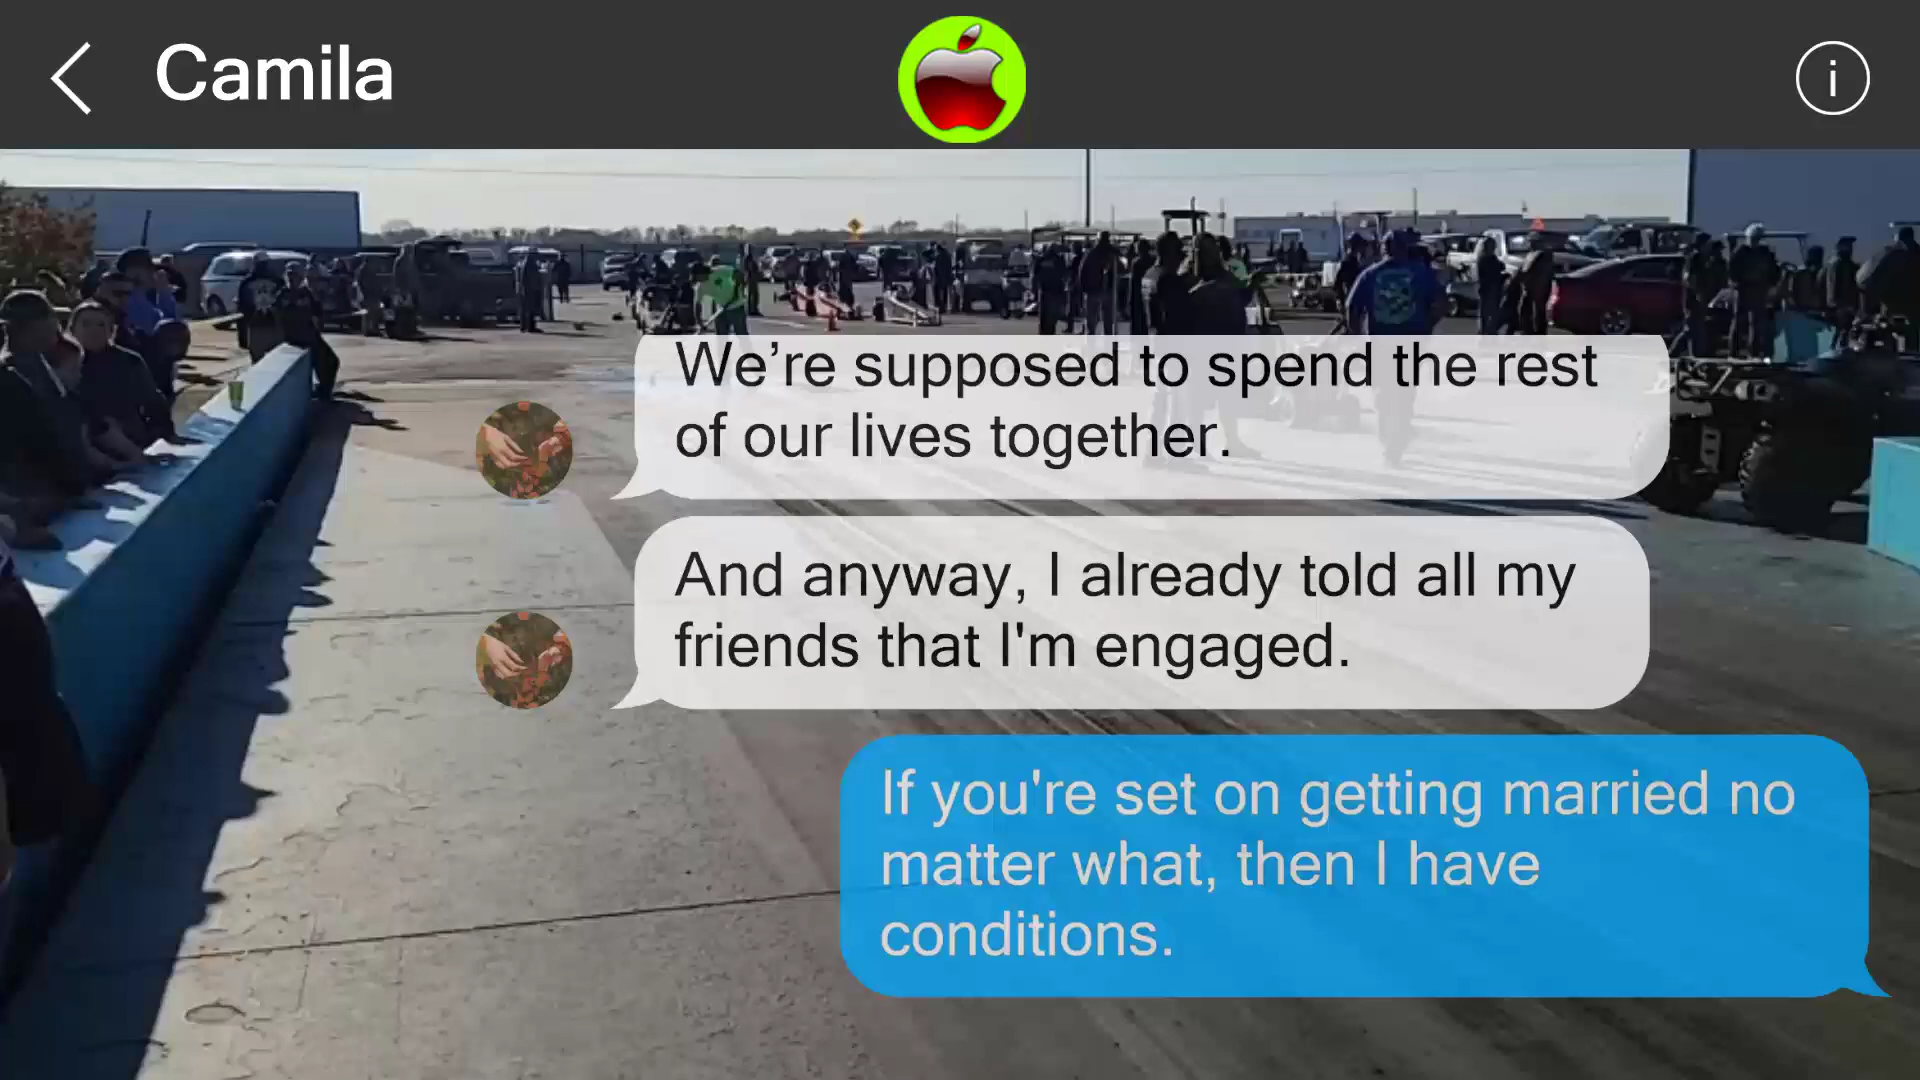 Camila
i
We’re supposed to spend the rest
of our lives together.
And anyway, I already told all my
friends that I'm engaged.
If you're set on getting married no
matter what, then I have
conditions.